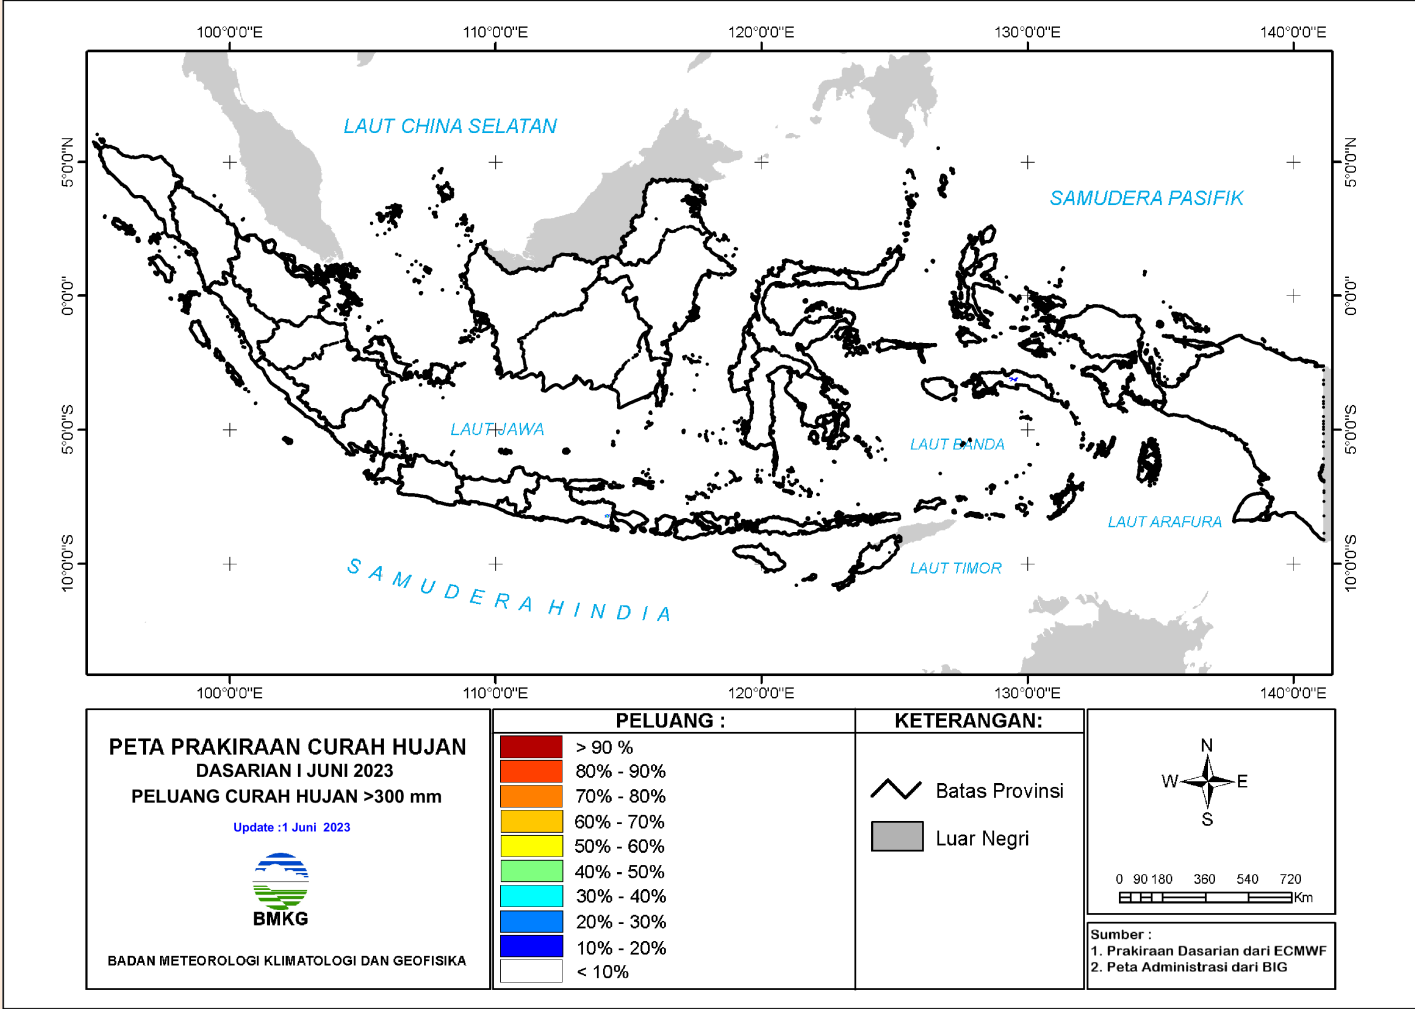 100°0'0"E 110°0'0"E 120°0'0"E 130°0'0"E 140°0'0"E
LAUT CHINA SELATAN
5°0'0"N 5°0'0"N
SAMUDERA PASIFIK
0°0'0" 0°0'0"
5°0'0"S LAUT JAWA LAUT BANDA 5°0'0"S
LAUT ARAFURA
10°0'0"S SAMUDERA HINDIA LAUT TIMOR 10°0'0"S
100°0'0"E 110°0'0"E 120°0'0"E 130°0'0"E 140°0'0"E
PETA PRAKIRAAN CURAH HUJAN
DASARIAN I JUNI 2023
PELUANG CURAH HUJAN >300 mm
Update :1 Juni 2023
BMKG
BADAN METEOROLOGI KLIMATOLOGI DAN GEOFISIKA
PELUANG :
> 90 %
80% - 90%
70% - 80%
60% - 70%
50% - 60%
40% - 50%
30% - 40%
20% - 30%
10% - 20%
< 10%
KETERANGAN:
Batas Provinsi
Luar Negri
N
W E
S
0 90 180 360 540 720
Km
Sumber :
1. Prakiraan Dasarian dari ECMWF
2. Peta Administrasi dari BIG